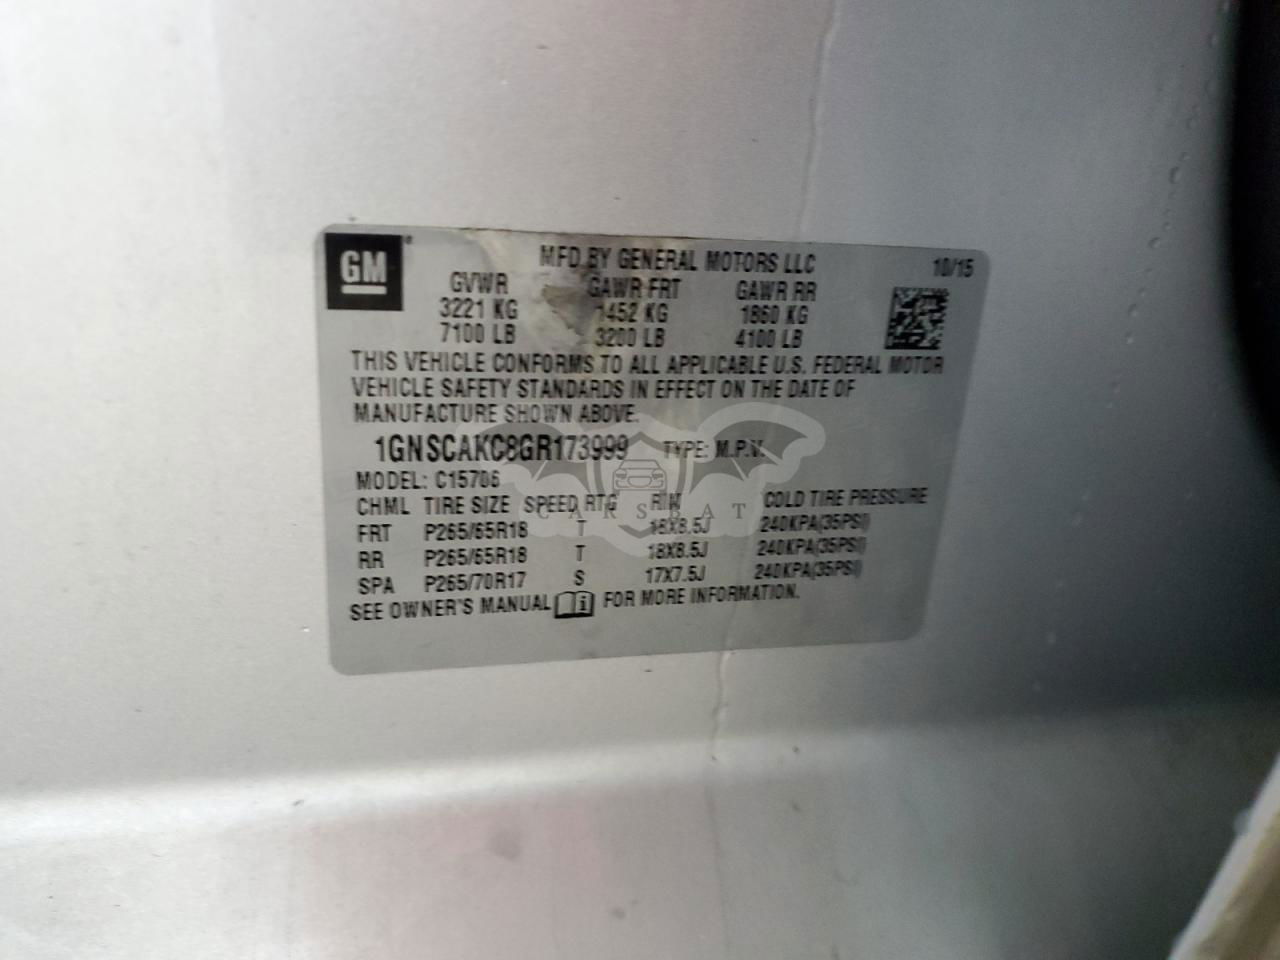 GM
MFD BY GENERAL MOTORS LLC 10/15
GVWR GAWR FRT GAWR RR
3221 KG 1452 KG 1860 KG
7100 LB 3200 LB 4100 LB
THIS VEHICLE CONFORMS TO ALL APPLICABLE U.S. FEDERAL MOTOR
VEHICLE SAFETY STANDARDS IN EFFECT ON THE DATE OF
MANUFACTURE SHOWN ABOVE.
1GNSCAKC8GR173999 TYPE: M.P.V.
MODEL: C15706
CHML TIRE SIZE SPEED RTG RIM COLD TIRE PRESSURE
CARSBAT
FRT P265/65R18 T 18X8.5J 240KPA(35PSI)
RR P265/65R18 T 18X8.5J 240KPA(35PSI)
SPA P265/70R17 S 17X7.5J 240KPA(35PSI)
SEE OWNER'S MANUAL FOR MORE INFORMATION.